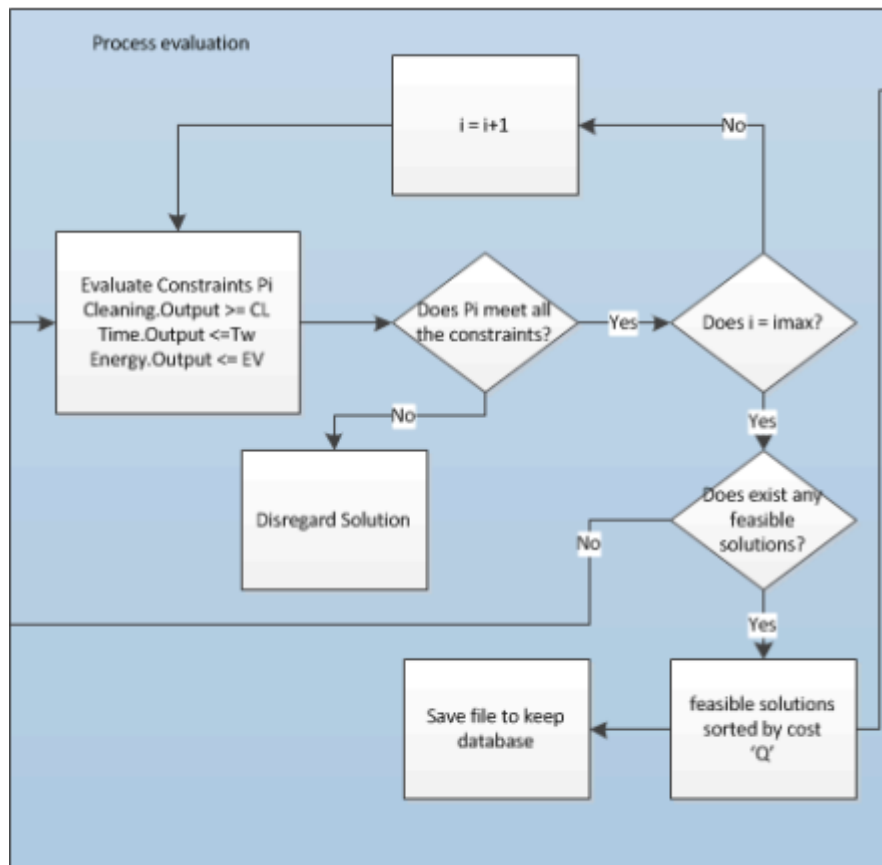 Process evaluation
i = i+1
No
Evaluate Constraints Pi
Cleaning.Output >= CL
Time.Output <=Tw
Energy.Output <= EV
Does Pi meet all
the constraints?
Yes
Does i = imax?
No
Yes
Disregard Solution
Does exist any
feasible
solutions?
No
Yes
Save file to keep
database
feasible solutions
sorted by cost
‘Q’